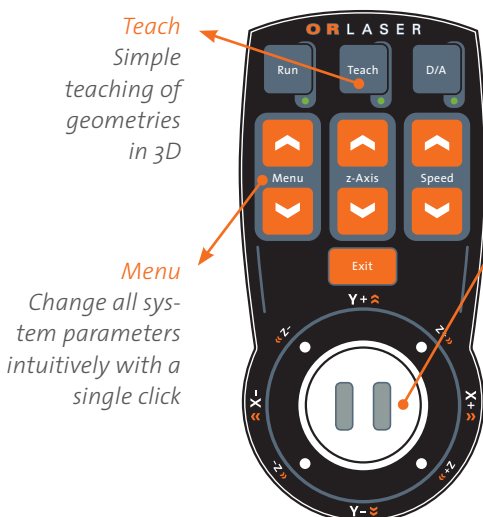 Teach
Simple
teaching of
geometries
in 3D
Menu
Change all sys-
tem parameters
intuitively with a
single click
ORLASER
Run
Teach
D/A
Menu
z-Axis
Speed
Exit
Y+
z-
X-
X+
z-
z+
Y-